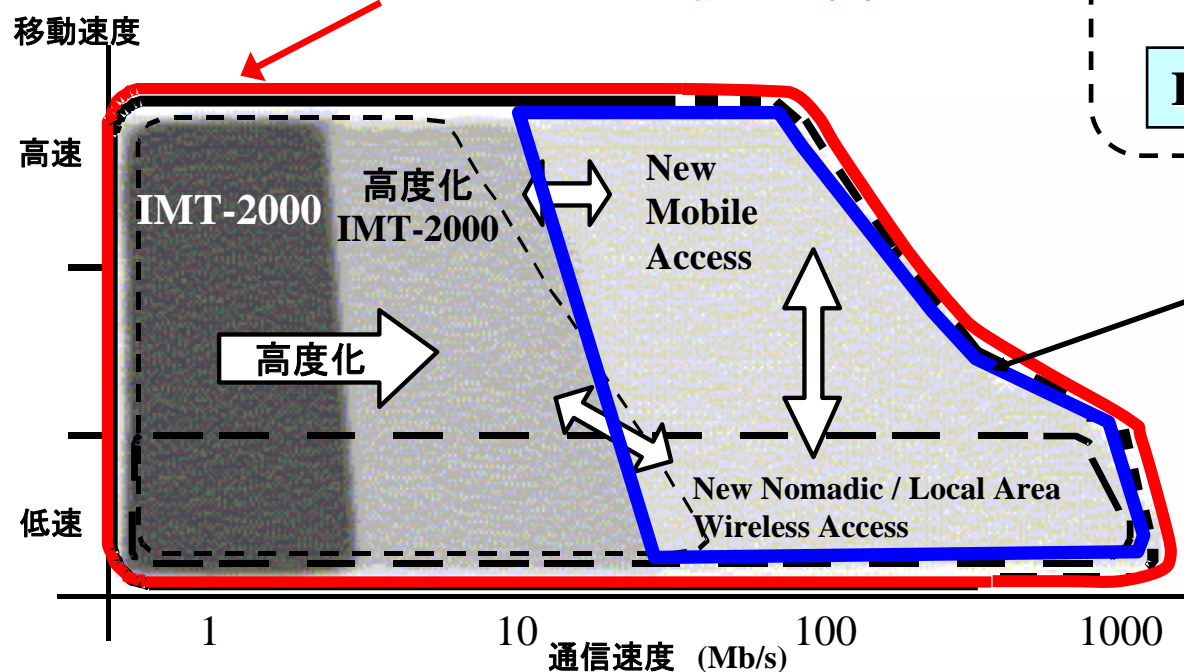 移動速度
高速
IMT-2000
高度化
IMT-2000
New
Mobile
Access
高度化
New Nomadic / Local Area
Wireless Access
低速
1
10
100
1000
通信速度 (Mb/s)